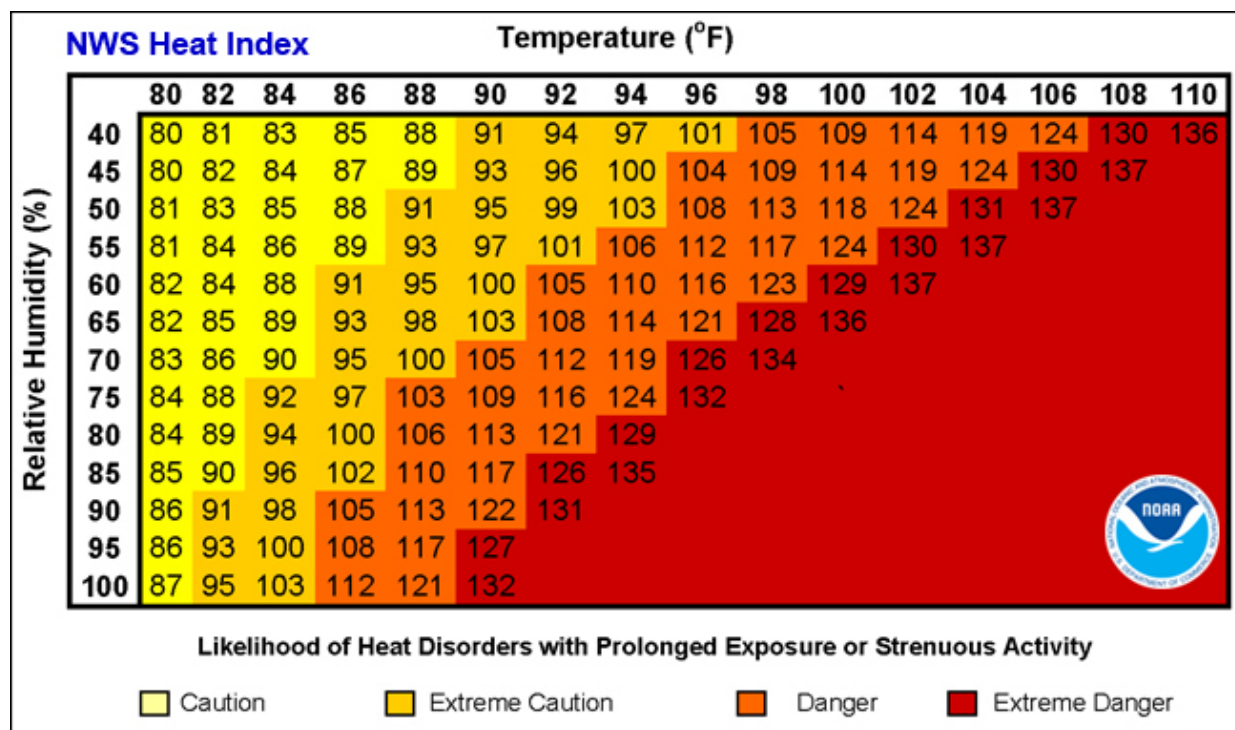 NWS Heat Index
Temperature (°F)
80 82 84 86 88 90 92 94 96 98 100 102 104 106 108 110
Relative Humidity (%)
40 80 81 83 85 88 91 94 97 101 105 109 114 119 124 130 136
45 80 82 84 87 89 93 96 100 104 109 114 119 124 130 137
50 81 83 85 88 91 95 99 103 108 113 118 124 131 137
55 81 84 86 89 93 97 101 106 112 117 124 130 137
60 82 84 88 91 95 100 105 110 116 123 129 137
65 82 85 89 93 98 103 108 114 121 128 136
70 83 86 90 95 100 105 112 119 126 134
75 84 88 92 97 103 109 116 124 132 `
80 84 89 94 100 106 113 121 129
85 85 90 96 102 110 117 126 135
90 86 91 98 105 113 122 131
95 86 93 100 108 117 127
100 87 95 103 112 121 132
NATIONAL OCEANIC AND ATMOSPHERIC ADMINISTRATION
NOAA
U.S. DEPARTMENT OF COMMERCE
Likelihood of Heat Disorders with Prolonged Exposure or Strenuous Activity
Caution Extreme Caution Danger Extreme Danger